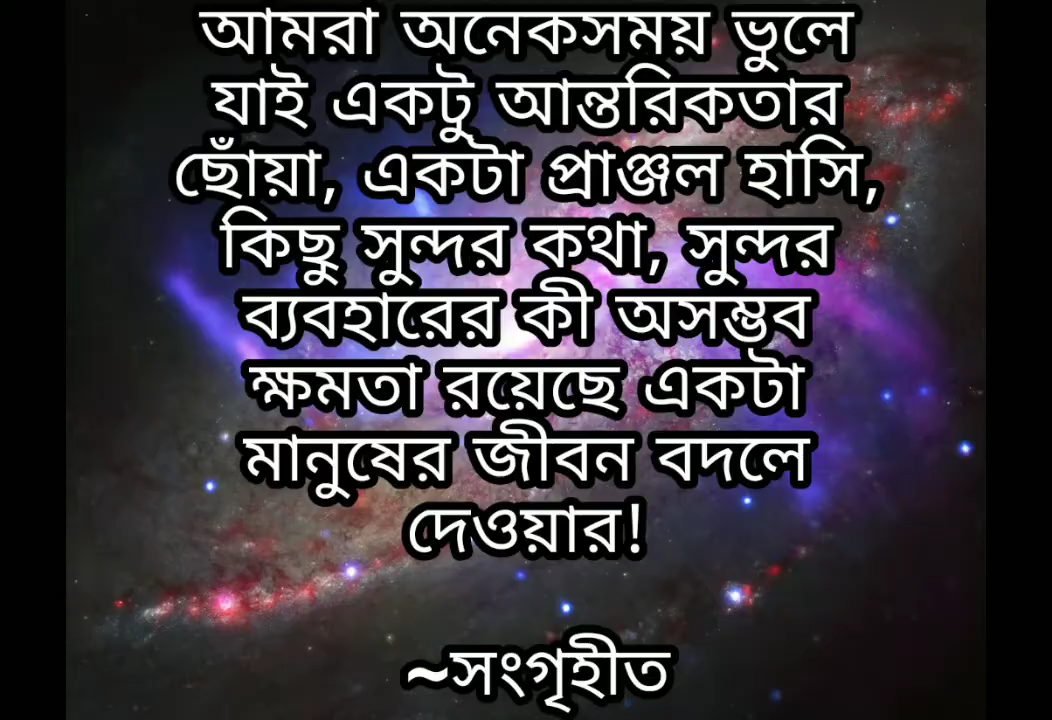 আমরা অনেকসময় ভুলে
যাই একটু আন্তরিকতার
ছোঁয়া, একটা প্রাঞ্জল হাসি,
কিছু সুন্দর কথা, সুন্দর
ব্যবহারের কী অসম্ভব
ক্ষমতা রয়েছে একটা
মানুষের জীবন বদলে
দেওয়ার!
~সংগৃহীত